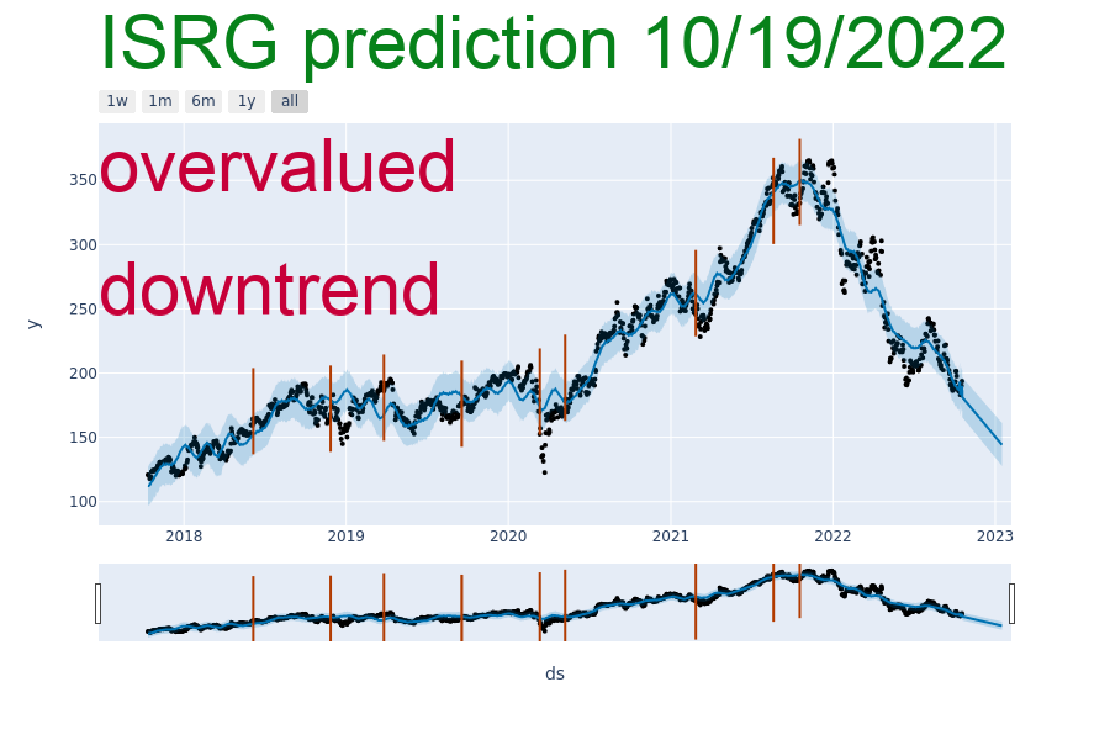 ISRG prediction 10/19/2022
1w 1m 6m 1y all
overvalued
downtrend
350
300
250
200
150
100
y
2018 2019 2020 2021 2022 2023
ds